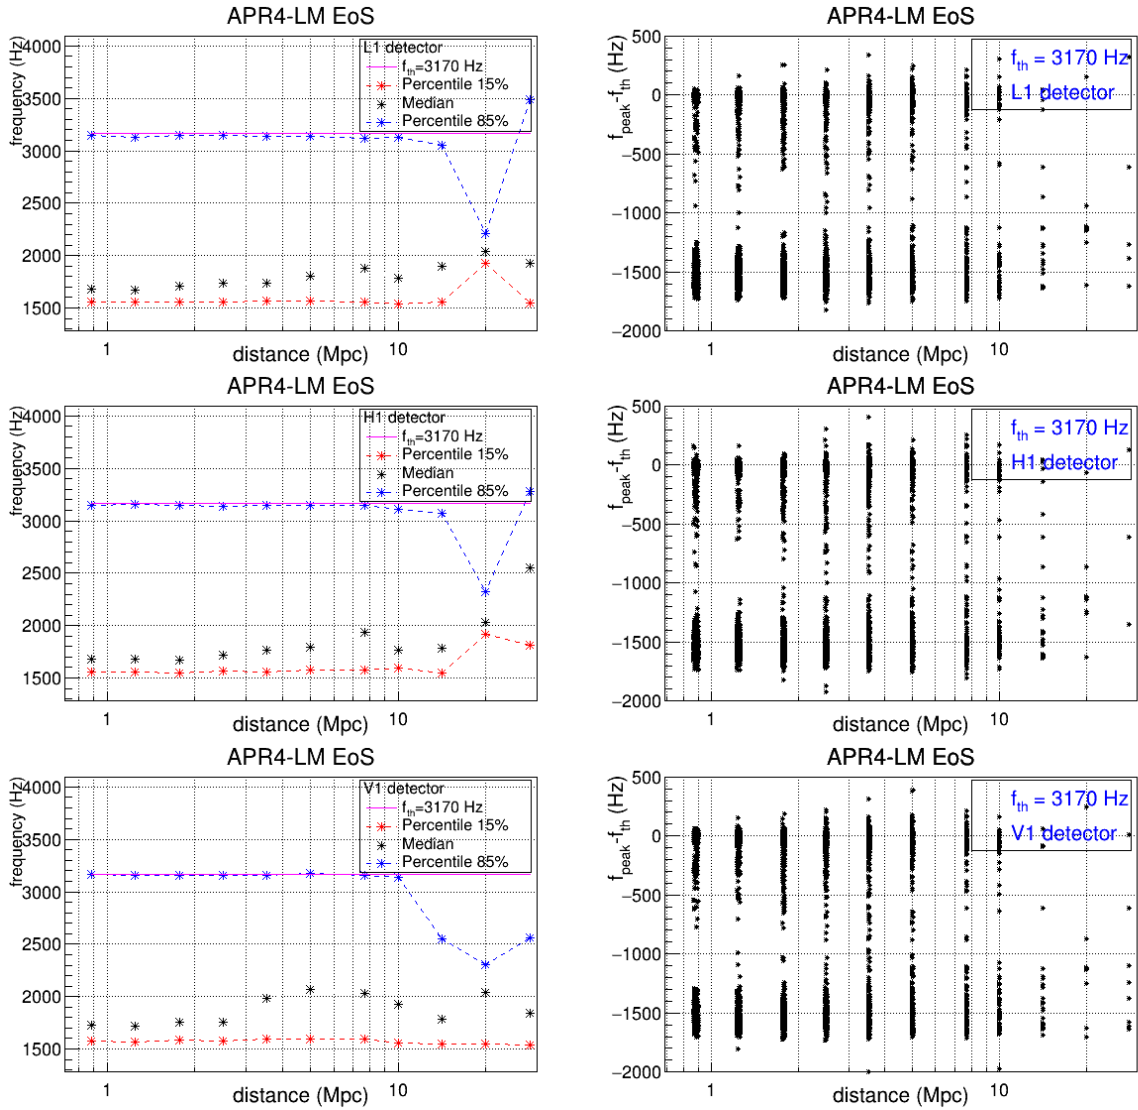 APR4-LM EoS
frequency (Hz)
4000
3500
3000
2500
2000
1500
L1 detector
f_th=3170 Hz
Percentile 15%
Median
Percentile 85%
1
10
distance (Mpc)
APR4-LM EoS
f_peak-f_th (Hz)
500
0
−500
−1000
−1500
−2000
f_th = 3170 Hz
L1 detector
1
10
distance (Mpc)
APR4-LM EoS
frequency (Hz)
4000
3500
3000
2500
2000
1500
H1 detector
f_th=3170 Hz
Percentile 15%
Median
Percentile 85%
1
10
distance (Mpc)
APR4-LM EoS
f_peak-f_th (Hz)
500
0
−500
−1000
−1500
−2000
f_th = 3170 Hz
H1 detector
1
10
distance (Mpc)
APR4-LM EoS
frequency (Hz)
4000
3500
3000
2500
2000
1500
V1 detector
f_th=3170 Hz
Percentile 15%
Median
Percentile 85%
1
10
distance (Mpc)
APR4-LM EoS
f_peak-f_th (Hz)
500
0
−500
−1000
−1500
−2000
f_th = 3170 Hz
V1 detector
1
10
distance (Mpc)